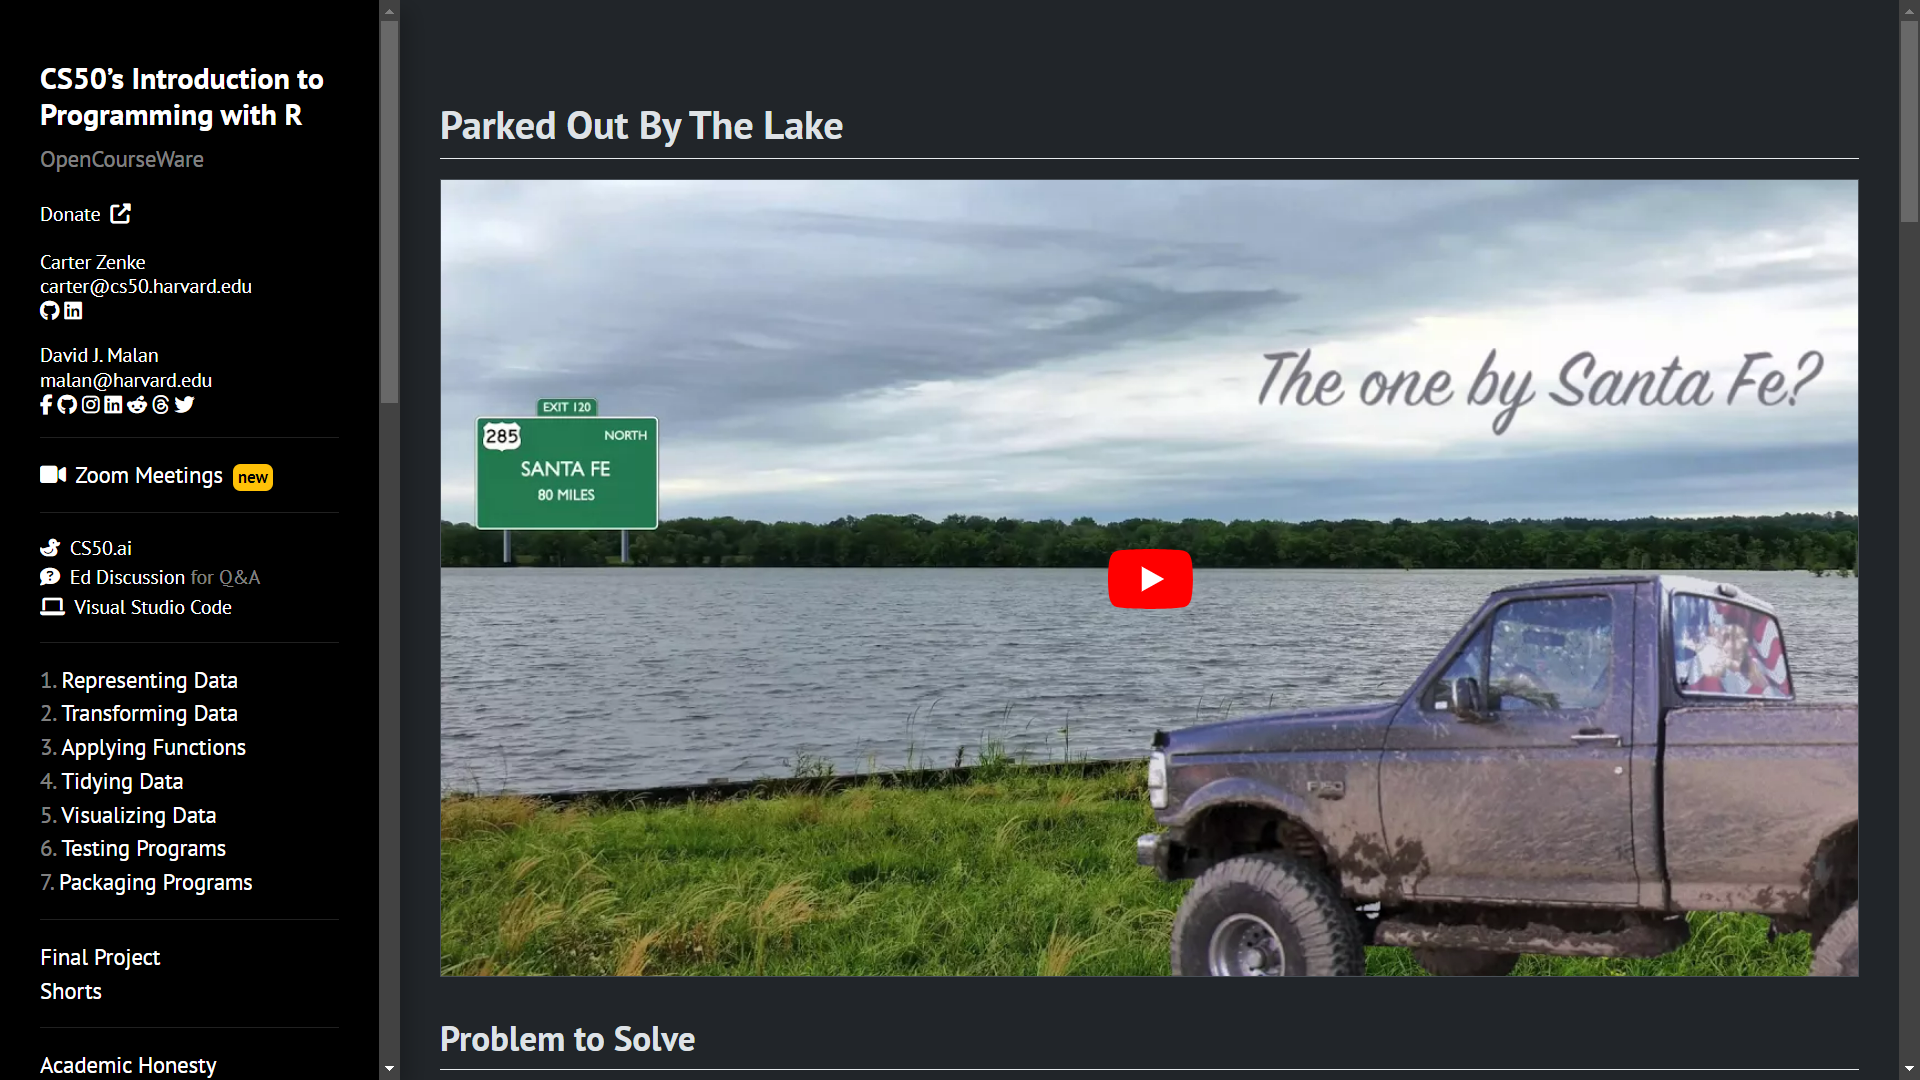 CS50’s Introduction to
Programming with R
OpenCourseWare
Donate
Carter Zenke
carter@cs50.harvard.edu
David J. Malan
malan@harvard.edu
Zoom Meetings new
CS50.ai
Ed Discussion for Q&A
Visual Studio Code
1. Representing Data
2. Transforming Data
3. Applying Functions
4. Tidying Data
5. Visualizing Data
6. Testing Programs
7. Packaging Programs
Final Project
Shorts
Academic Honesty
Parked Out By The Lake
The one by Santa Fe?
EXIT 120
285 NORTH
SANTA FE
80 MILES
Problem to Solve